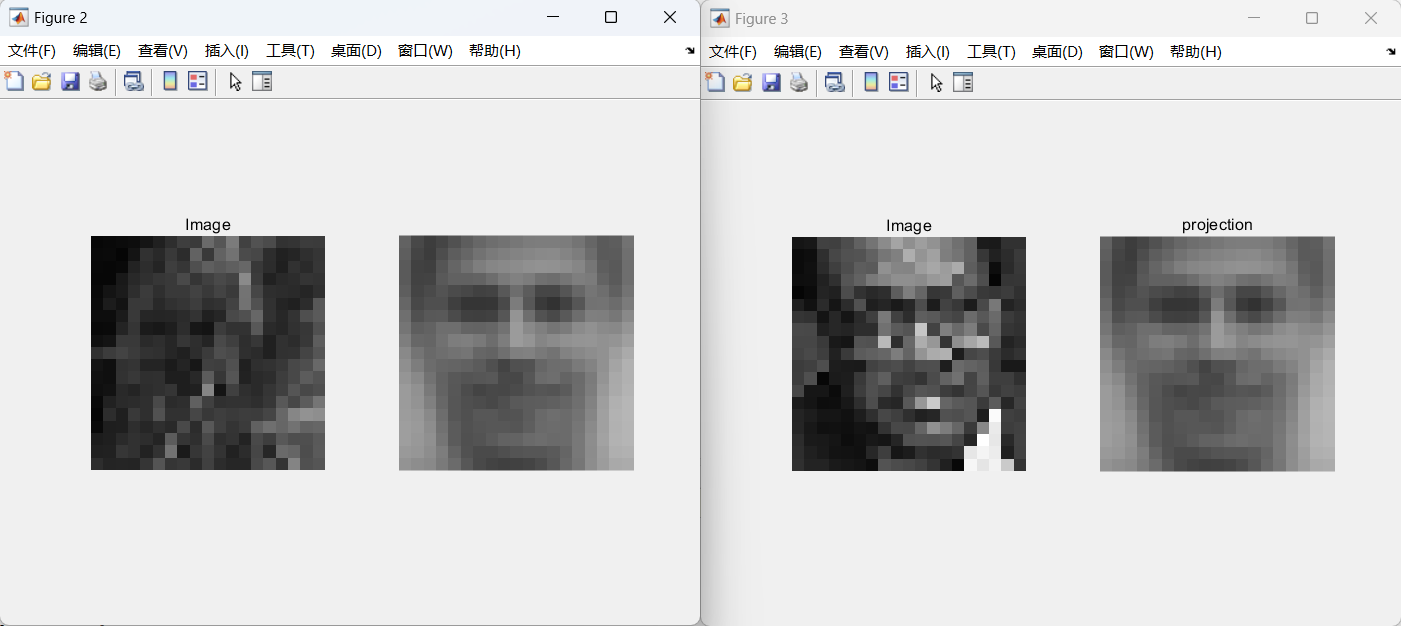 Figure 2
文件(F) 编辑(E) 查看(V) 插入(I) 工具(T) 桌面(D) 窗口(W) 帮助(H)
Image
Figure 3
文件(F) 编辑(E) 查看(V) 插入(I) 工具(T) 桌面(D) 窗口(W) 帮助(H)
Image
projection